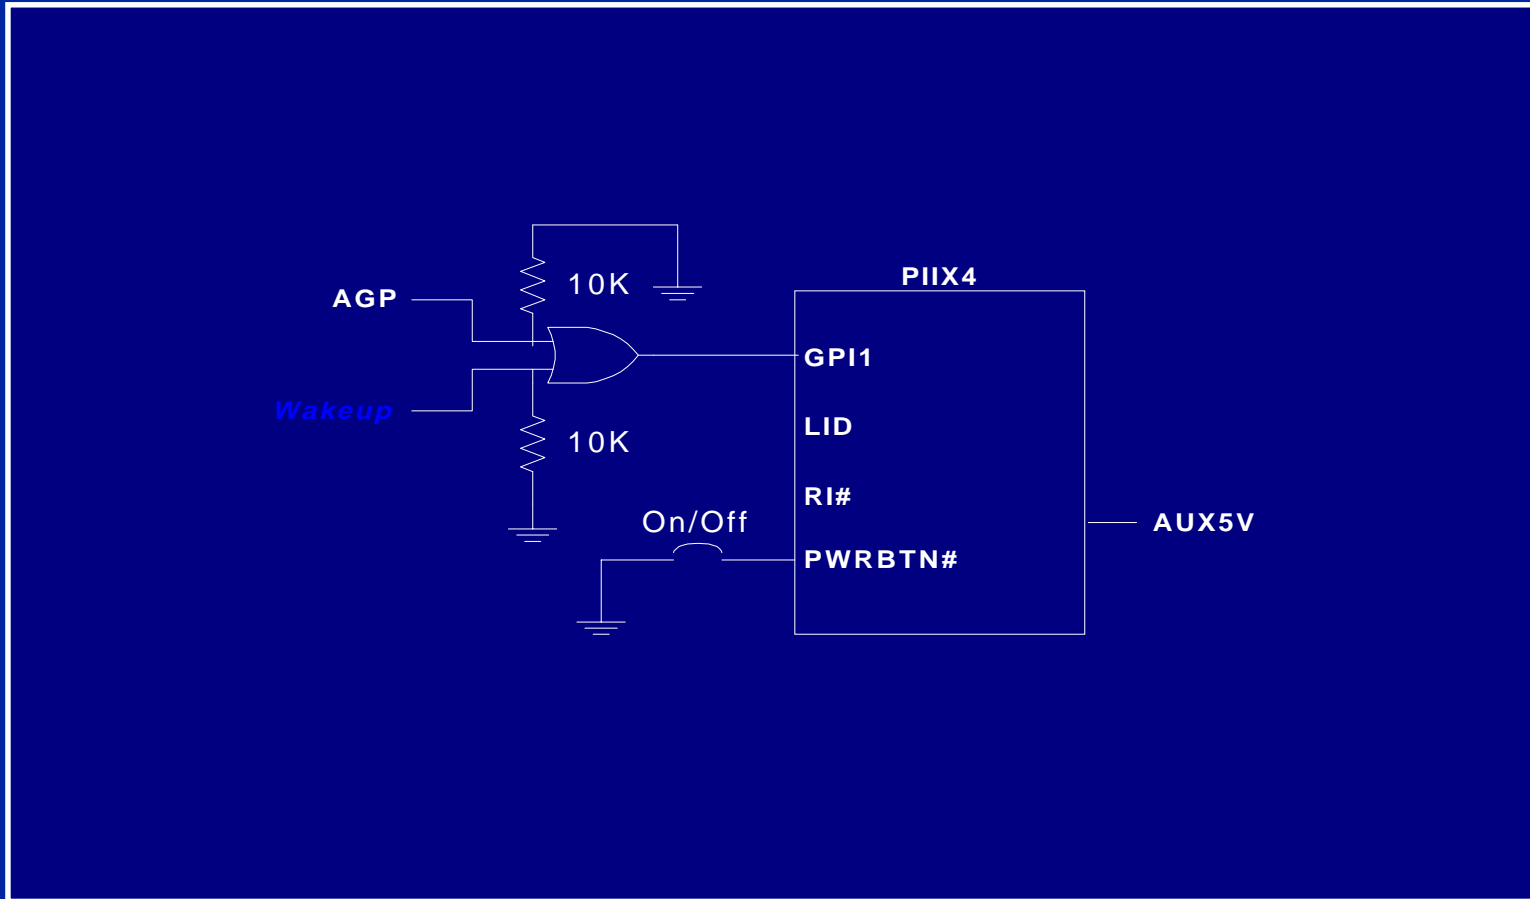 PIIX4
10K
AGP
GPI1
Wakeup
LID
10K
RI#
On/Off
AUX5V
PWRBTN#